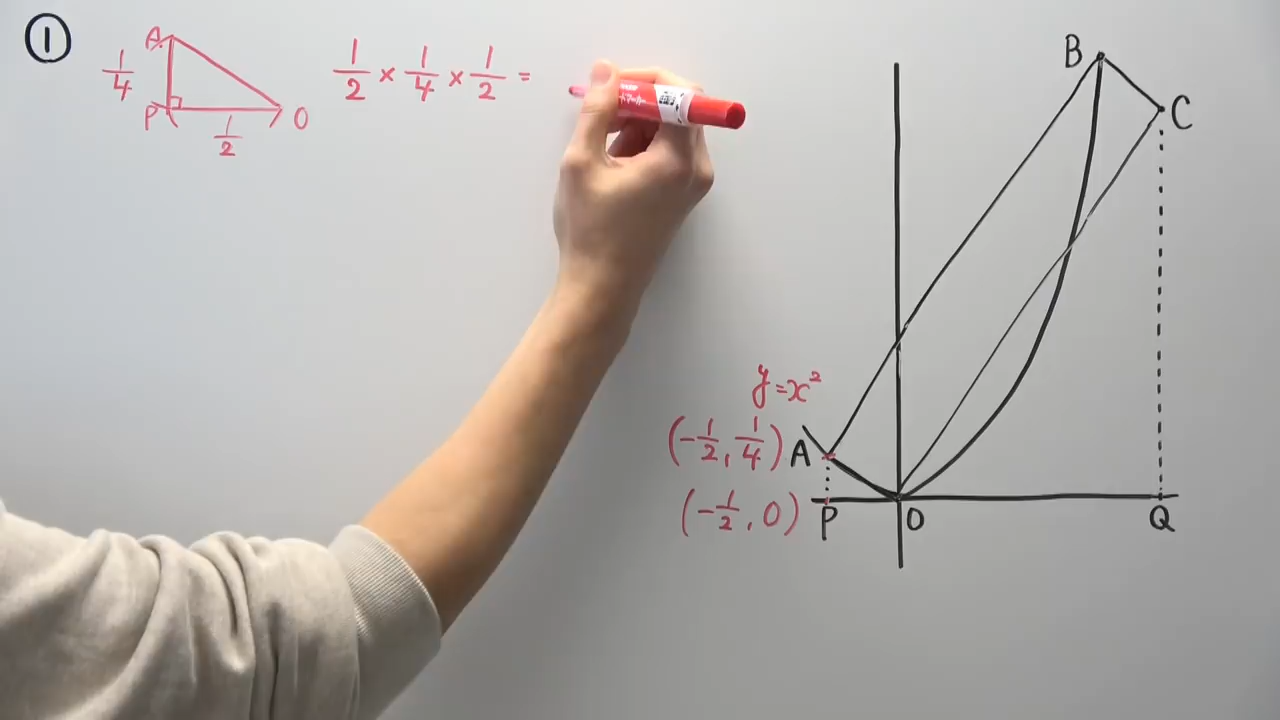 ①
A
1/4
P
1/2
O
1/2 × 1/4 × 1/2 =
B
C
y=x²
(-1/2, 1/4) A
(-1/2, 0) P
O
Q